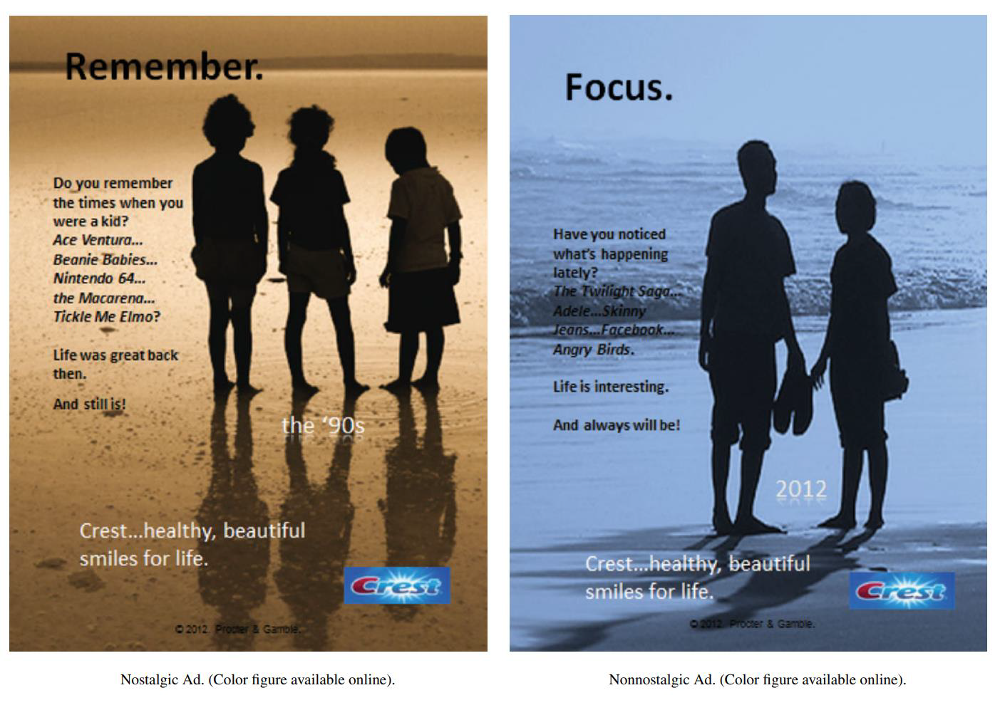 Remember.
Do you remember
the times when you
were a kid?
Ace Ventura...
Beanie Babies...
Nintendo 64...
the Macarena...
Tickle Me Elmo?
Life was great back
then.
And still is!
the ‘90s
Crest...healthy, beautiful
smiles for life.
Crest
© 2012. Procter & Gamble.
Nostalgic Ad. (Color figure available online).
Focus.
Have you noticed
what's happening
lately?
The Twilight Saga...
Adele...Skinny
Jeans...Facebook...
Angry Birds.
Life is interesting.
And always will be!
2012
Crest...healthy, beautiful
smiles for life.
Crest
© 2012. Procter & Gamble.
Nonnostalgic Ad. (Color figure available online).